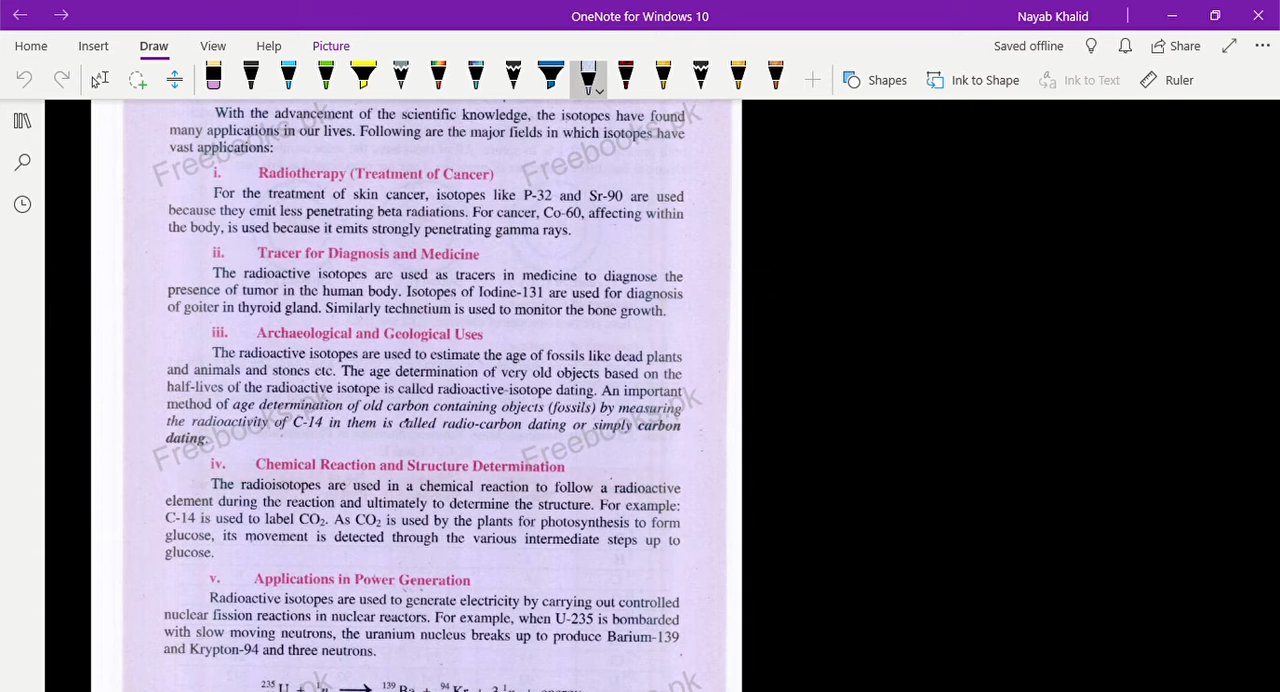 OneNote for Windows 10
Nayab Khalid
Home Insert Draw View Help Picture
Saved offline
Share
Shapes
Ink to Shape
Ink to Text
Ruler
With the advancement of the scientific knowledge, the isotopes have found
many applications in our lives. Following are the major fields in which isotopes have
vast applications:
i. Radiotherapy (Treatment of Cancer)
For the treatment of skin cancer, isotopes like P-32 and Sr-90 are used
because they emit less penetrating beta radiations. For cancer, Co-60, affecting within
the body, is used because it emits strongly penetrating gamma rays.
ii. Tracer for Diagnosis and Medicine
The radioactive isotopes are used as tracers in medicine to diagnose the
presence of tumor in the human body. Isotopes of Iodine-131 are used for diagnosis
of goiter in thyroid gland. Similarly technetium is used to monitor the bone growth.
iii. Archaeological and Geological Uses
The radioactive isotopes are used to estimate the age of fossils like dead plants
and animals and stones etc. The age determination of very old objects based on the
half-lives of the radioactive isotope is called radioactive-isotope dating. An important
method of age determination of old carbon containing objects (fossils) by measuring
the radioactivity of C-14 in them is called radio-carbon dating or simply carbon
dating.
iv. Chemical Reaction and Structure Determination
The radioisotopes are used in a chemical reaction to follow a radioactive
element during the reaction and ultimately to determine the structure. For example:
C-14 is used to label CO₂. As CO₂ is used by the plants for photosynthesis to form
glucose, its movement is detected through the various intermediate steps up to
glucose.
v. Applications in Power Generation
Radioactive isotopes are used to generate electricity by carrying out controlled
nuclear fission reactions in nuclear reactors. For example, when U-235 is bombarded
with slow moving neutrons, the uranium nucleus breaks up to produce Barium-139
and Krypton-94 and three neutrons.
Freebooks.pk
Freebooks.pk
Freebooks.pk
Freebooks.pk